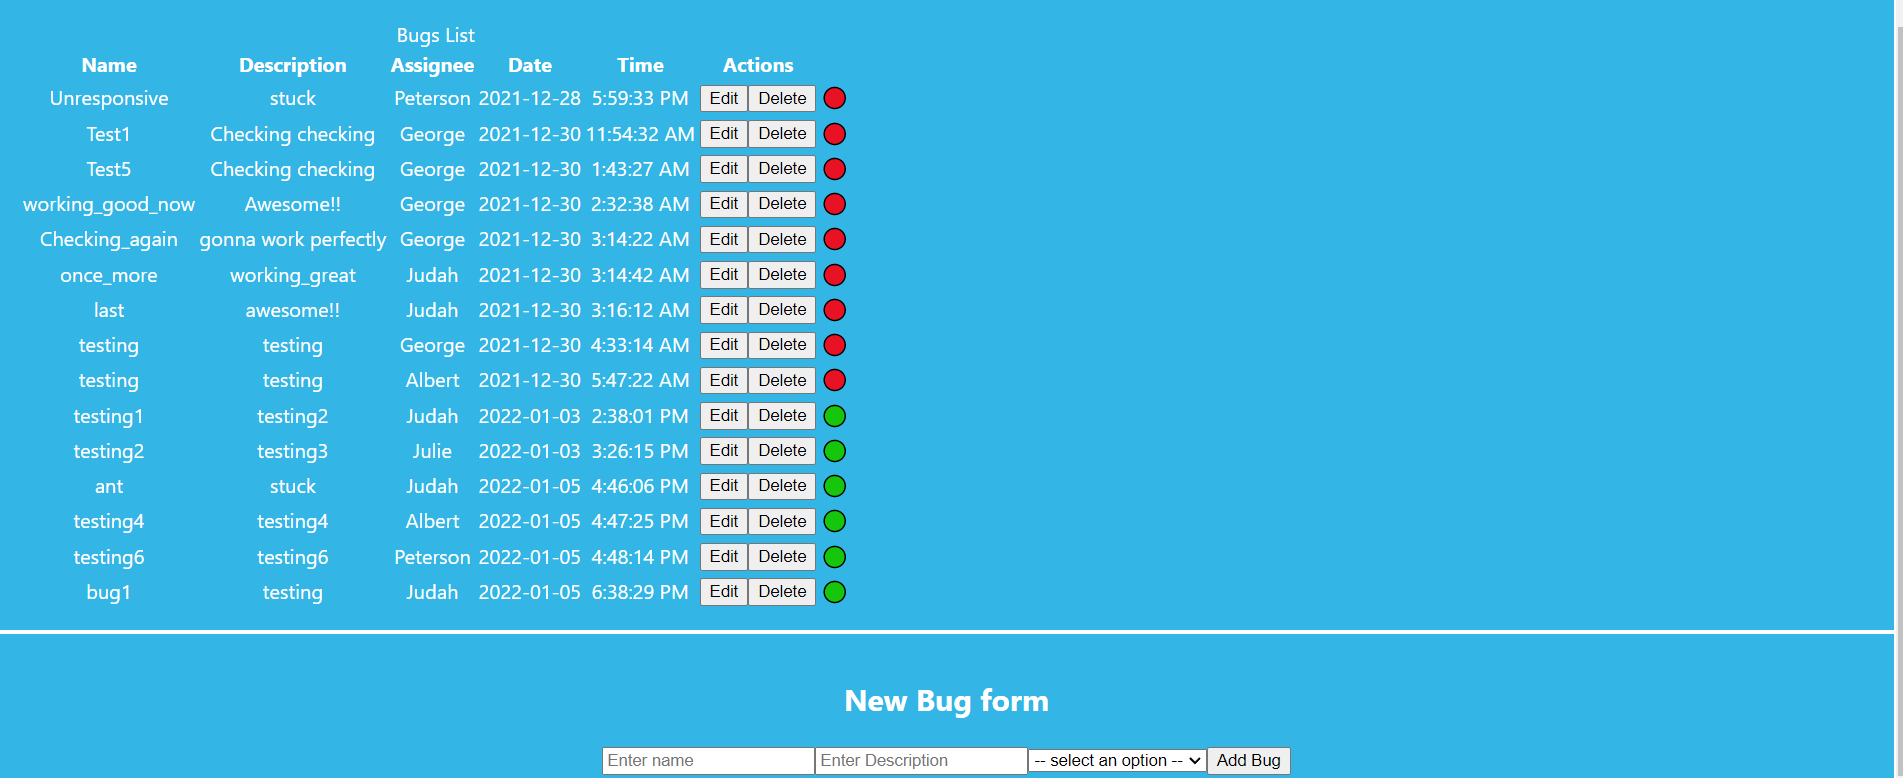 Bugs List
Name Description Assignee Date Time Actions
Unresponsive stuck Peterson 2021-12-28 5:59:33 PM Edit Delete
Test1 Checking checking George 2021-12-30 11:54:32 AM Edit Delete
Test5 Checking checking George 2021-12-30 1:43:27 AM Edit Delete
working_good_now Awesome!! George 2021-12-30 2:32:38 AM Edit Delete
Checking_again gonna work perfectly George 2021-12-30 3:14:22 AM Edit Delete
once_more working_great Judah 2021-12-30 3:14:42 AM Edit Delete
last awesome!! Judah 2021-12-30 3:16:12 AM Edit Delete
testing testing George 2021-12-30 4:33:14 AM Edit Delete
testing testing Albert 2021-12-30 5:47:22 AM Edit Delete
testing1 testing2 Judah 2022-01-03 2:38:01 PM Edit Delete
testing2 testing3 Julie 2022-01-03 3:26:15 PM Edit Delete
ant stuck Judah 2022-01-05 4:46:06 PM Edit Delete
testing4 testing4 Albert 2022-01-05 4:47:25 PM Edit Delete
testing6 testing6 Peterson 2022-01-05 4:48:14 PM Edit Delete
bug1 testing Judah 2022-01-05 6:38:29 PM Edit Delete
New Bug form
Enter name Enter Description -- select an option -- Add Bug